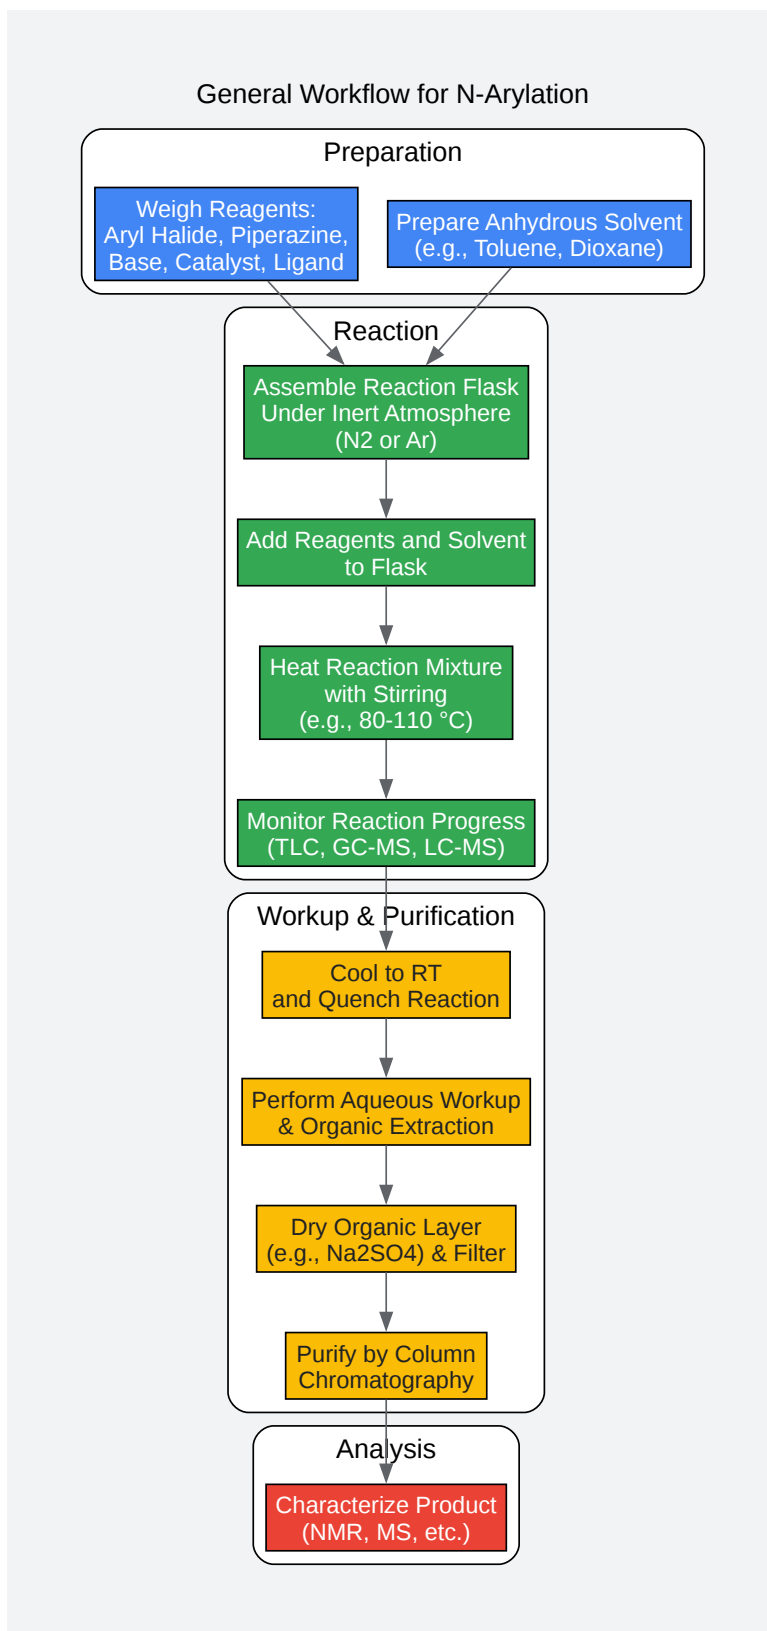 General Workflow for N-Arylation
Preparation
Weigh Reagents:
Aryl Halide, Piperazine,
Base, Catalyst, Ligand
Prepare Anhydrous Solvent
(e.g., Toluene, Dioxane)
Reaction
Assemble Reaction Flask
Under Inert Atmosphere
(N2 or Ar)
Add Reagents and Solvent
to Flask
Heat Reaction Mixture
with Stirring
(e.g., 80-110 °C)
Monitor Reaction Progress
(TLC, GC-MS, LC-MS)
Workup & Purification
Cool to RT
and Quench Reaction
Perform Aqueous Workup
& Organic Extraction
Dry Organic Layer
(e.g., Na2SO4) & Filter
Purify by Column
Chromatography
Analysis
Characterize Product
(NMR, MS, etc.)